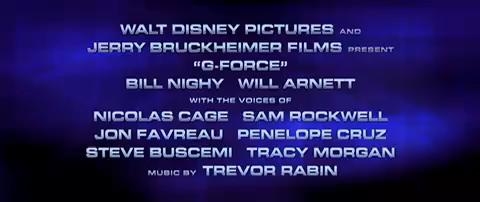 WALT DISNEY PICTURES AND
JERRY BRUCKHEIMER FILMS PRESENT
“G-FORCE”
BILL NIGHY WILL ARNETT
WITH THE VOICES OF
NICOLAS CAGE SAM ROCKWELL
JON FAVREAU PENELOPE CRUZ
STEVE BUSCEMI TRACY MORGAN
MUSIC BY TREVOR RABIN